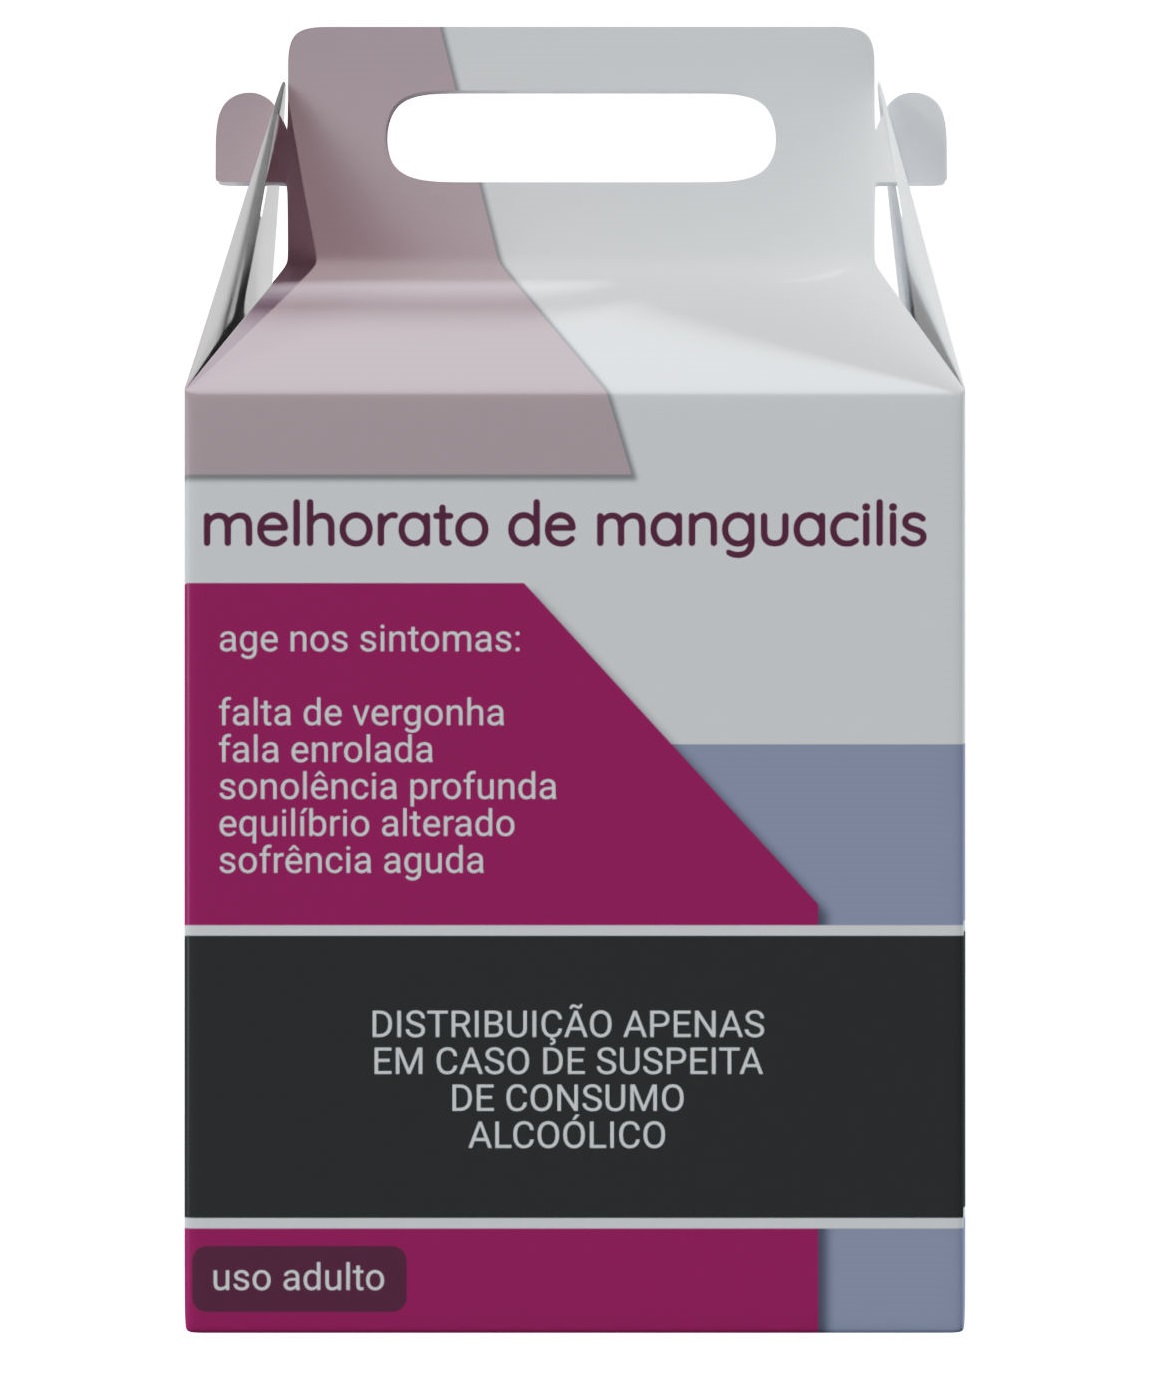 melhorato de manguacilis
age nos sintomas:
falta de vergonha
fala enrolada
sonolência profunda
equilíbrio alterado
sofrência aguda
DISTRIBUIÇÃO APENAS
EM CASO DE SUSPEITA
DE CONSUMO
ALCOÓLICO
uso adulto